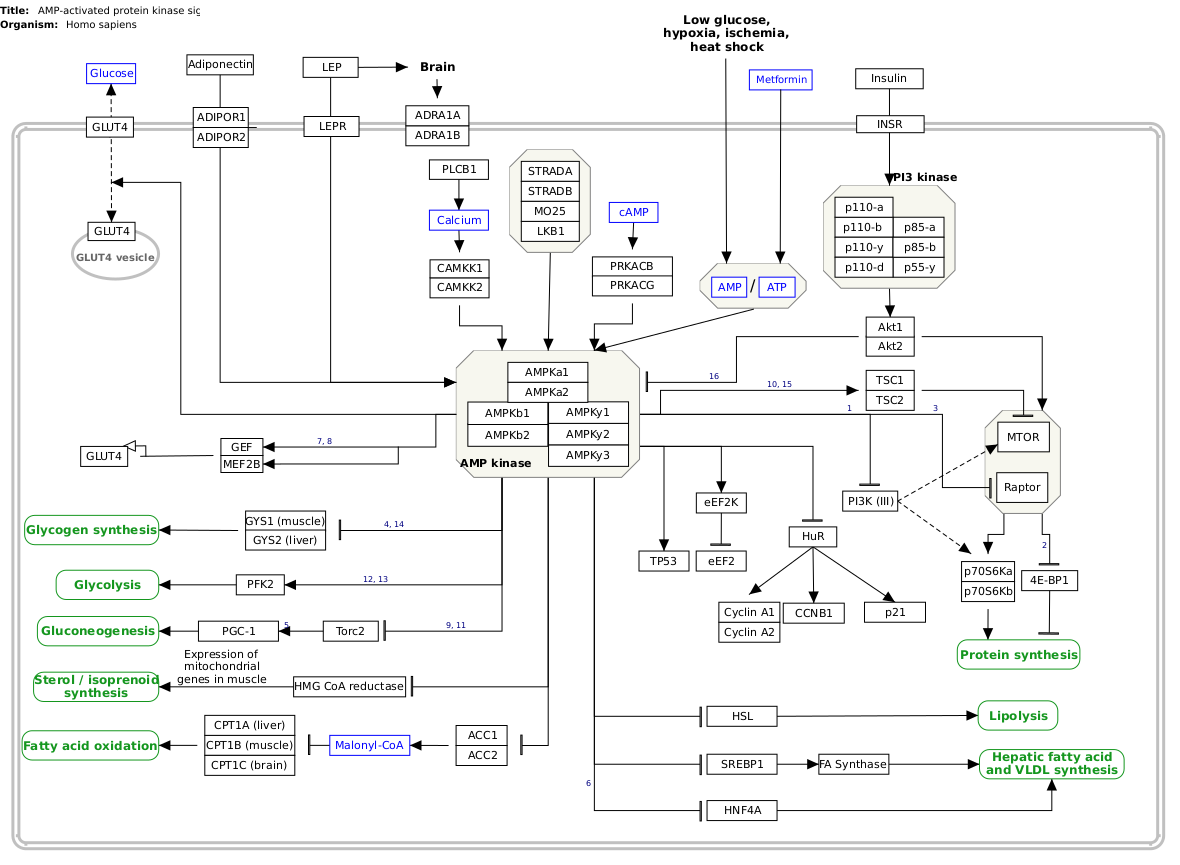 Title: AMP-activated protein kinase sig
Organism: Homo sapiens
Low glucose,
hypoxia, ischemia,
heat shock
Glucose
Adiponectin
LEP
Brain
Metformin
Insulin
GLUT4
ADIPOR1
ADIPOR2
LEPR
ADRA1A
ADRA1B
INSR
PLCB1
Calcium
CAMKK1
CAMKK2
STRADA
STRADB
MO25
LKB1
cAMP
PRKACB
PRKACG
AMP / ATP
PI3 kinase
p110-a
p110-b p85-a
p110-y p85-b
p110-d p55-y
GLUT4
GLUT4 vesicle
Akt1
Akt2
AMPKa1
AMPKa2
AMPKb1 AMPKy1
AMPKb2 AMPKy2
AMPKy3
AMP kinase
16
10, 15
TSC1
TSC2
1
3
MTOR
Raptor
GLUT4
GEF
MEF2B
7, 8
PI3K (III)
eEF2K
TP53
eEF2
HuR
2
p70S6Ka
p70S6Kb
4E-BP1
Glycogen synthesis
GYS1 (muscle)
GYS2 (liver)
4, 14
Glycolysis
PFK2
12, 13
Cyclin A1
Cyclin A2
CCNB1
p21
Gluconeogenesis
PGC-1
5
Torc2
9, 11
Protein synthesis
Expression of
mitochondrial
genes in muscle
Sterol / isoprenoid
synthesis
HMG CoA reductase
HSL
Lipolysis
Fatty acid oxidation
CPT1A (liver)
CPT1B (muscle)
CPT1C (brain)
Malonyl-CoA
ACC1
ACC2
SREBP1
FA Synthase
Hepatic fatty acid
and VLDL synthesis
6
HNF4A